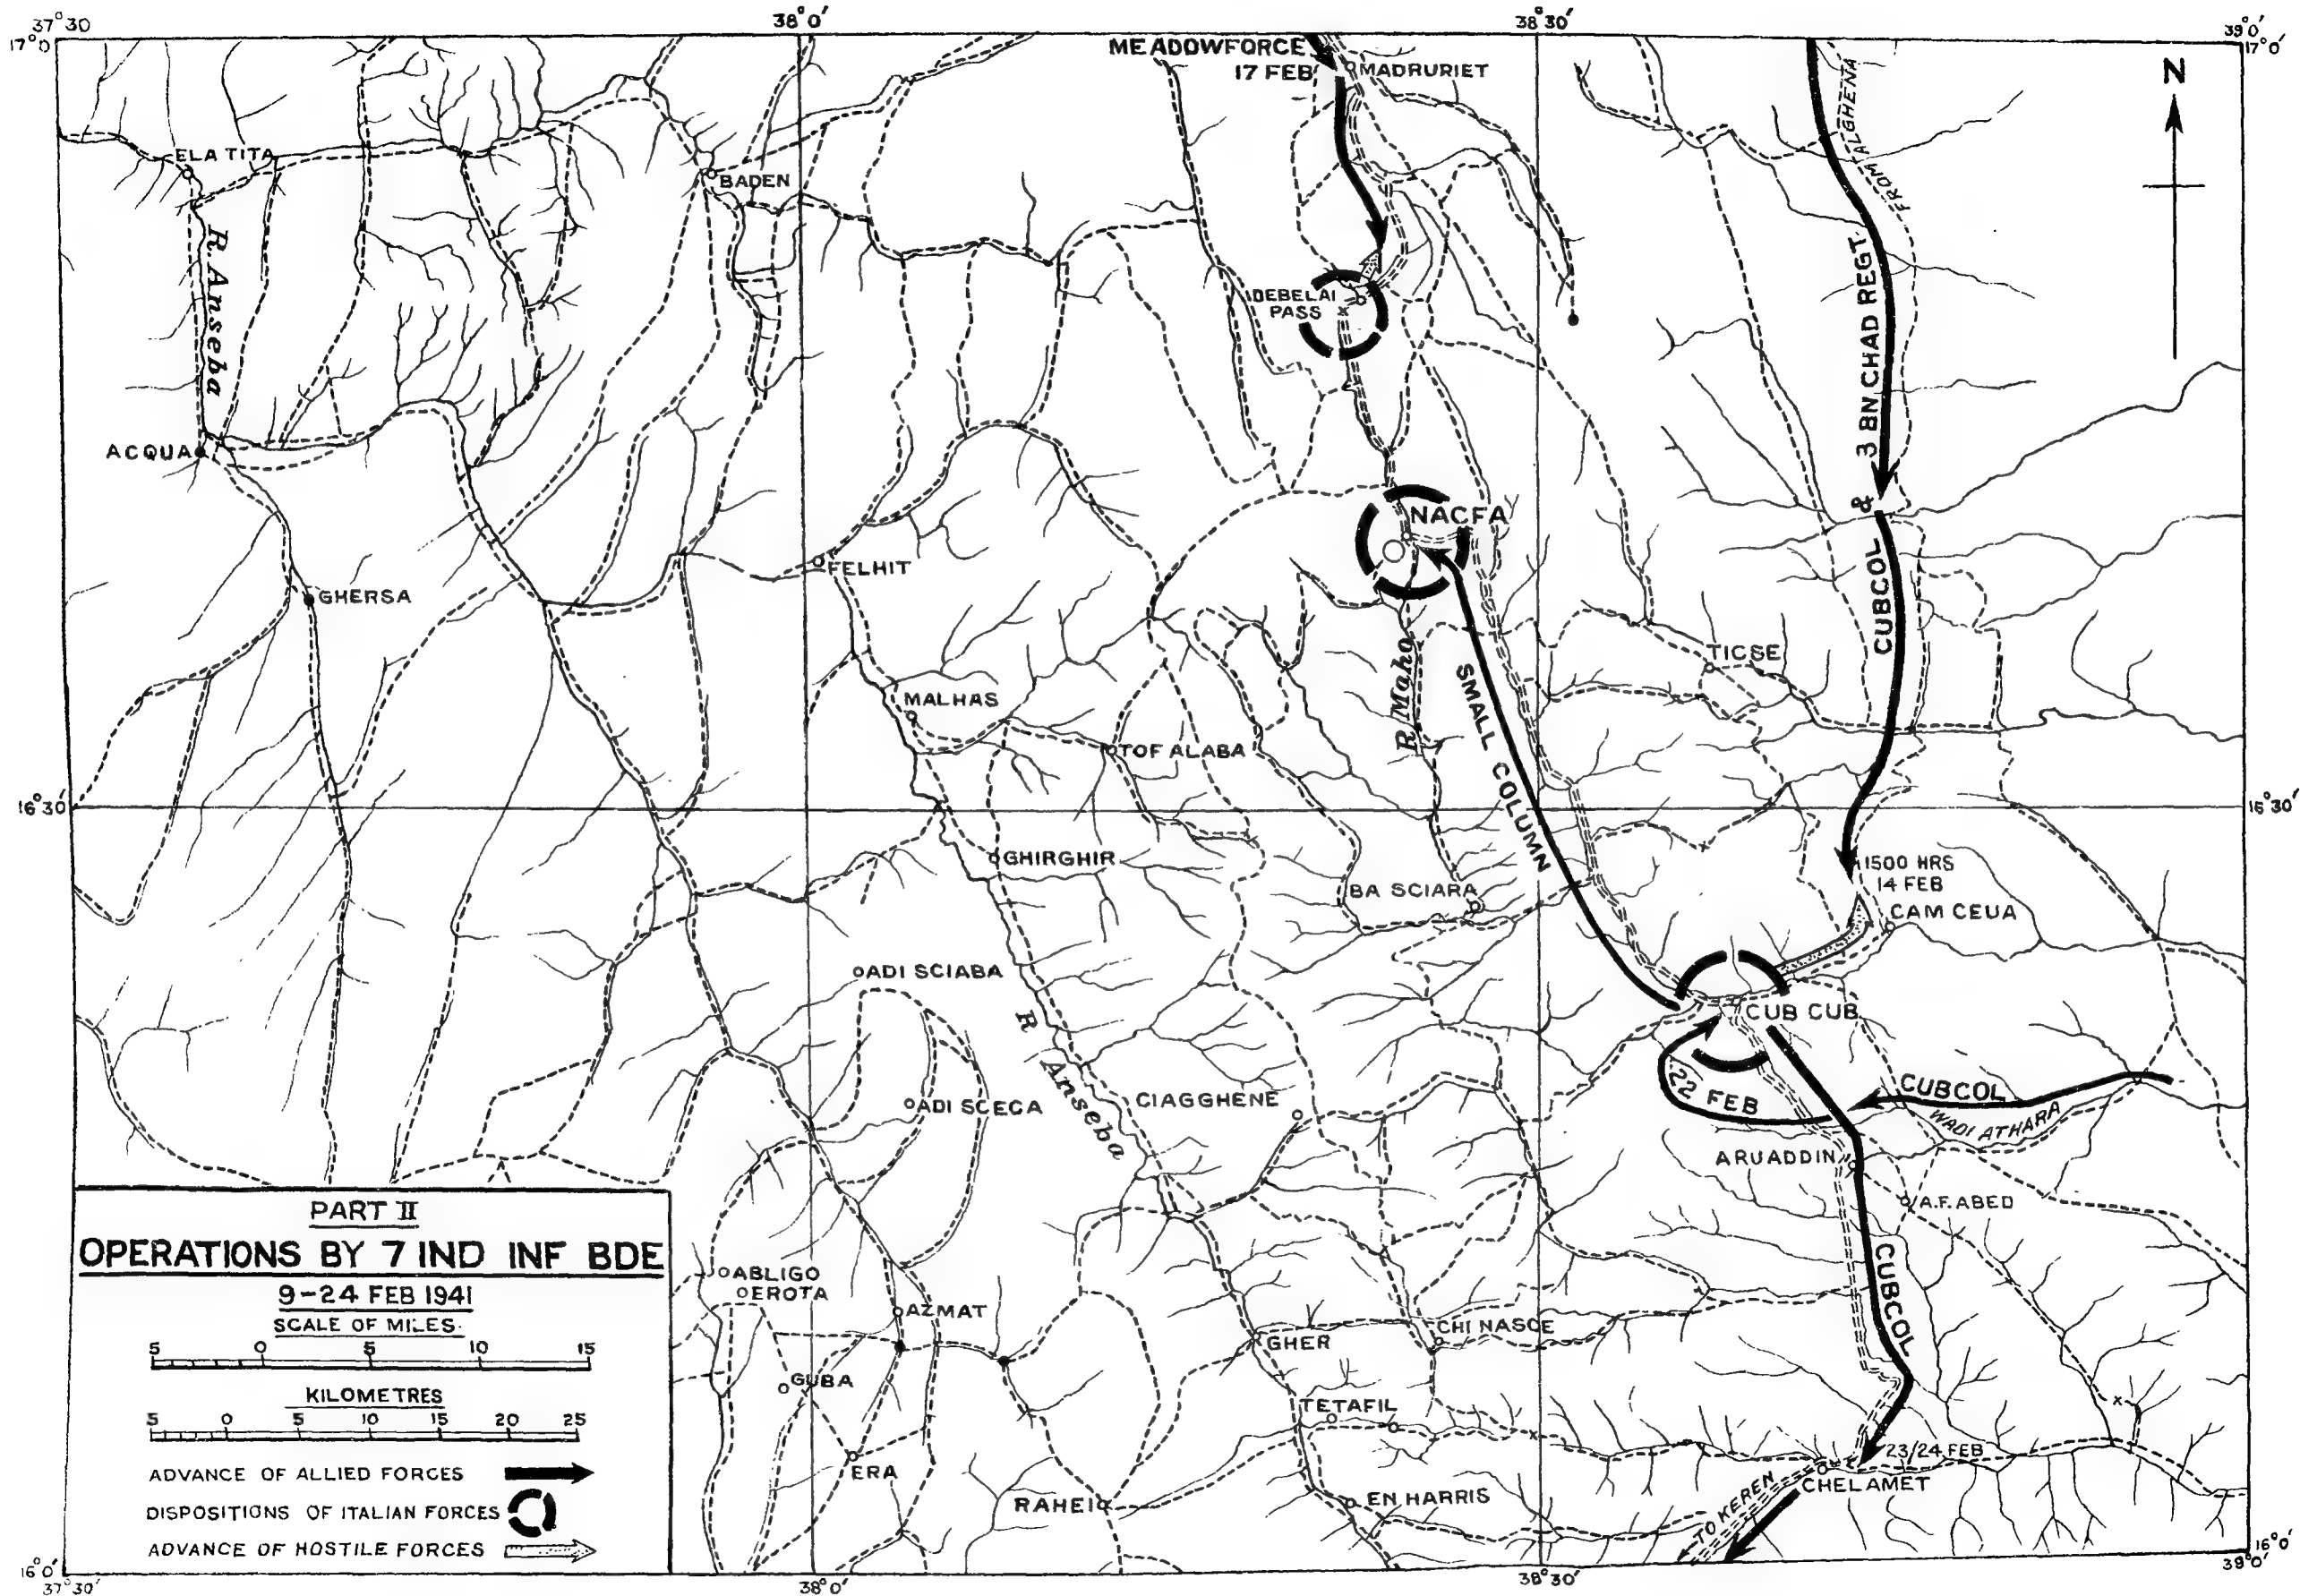 37°30
38°0'
38°30'
39°0'
17°0'
17°0'
MEADOWFORCE
17 FEB
MADRURIET
N
FROM ALGHENA
ELA TITA
BADEN
R. Anseba
DEBELAI
PASS
CUBCOL & 3 BN CHAD REGT
ACQUA
NACFA
FELHIT
GHERSA
TICSE
R. Maho
SMALL COLUMN
MALHAS
TOF ALABA
16°30'
16°30'
GHIRGHIR
1500 HRS
14 FEB
BA SCIARA
CAM CEUA
ADI SCIABA
CUB CUB
R Anseba
22 FEB
CUBCOL
WADI ATHARA
CIAGGHENE
ADI SCECA
ARUADDIN
A.F. ABED
CUBCOL
ABLIGO
EROTA
AZMAT
CHI NASCE
GHER
GUBA
TETAFIL
23/24 FEB
ERA
CHELAMET
RAHEI
EN HARRIS
TO KEREN
PART II
OPERATIONS BY 7 IND INF BDE
9-24 FEB 1941
SCALE OF MILES.
5 0 5 10 15
KILOMETRES
5 0 5 10 15 20 25
ADVANCE OF ALLIED FORCES
DISPOSITIONS OF ITALIAN FORCES
ADVANCE OF HOSTILE FORCES
16°0'
16°0'
37°30'
38°0'
38°30'
39°0'